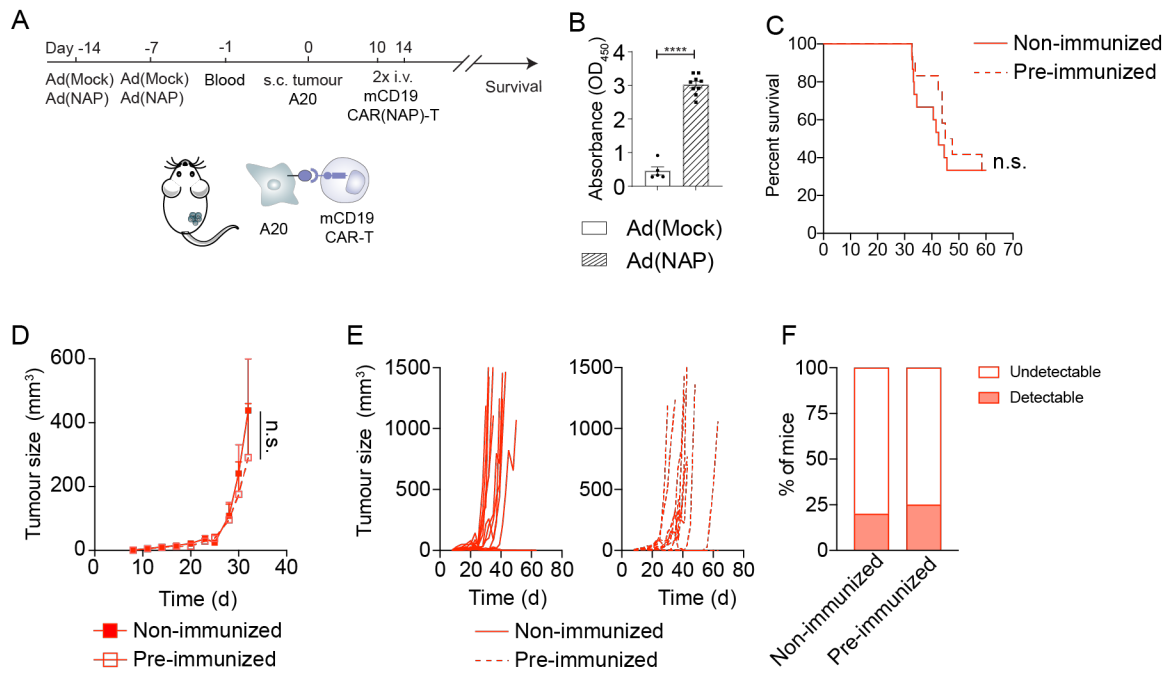 A
Day -14 -7 -1 0 10 14
Ad(Mock) Ad(Mock) Blood s.c. tumour 2x i.v. Survival
Ad(NAP) Ad(NAP) A20 mCD19
CAR(NAP)-T
A20 mCD19
CAR-T
B
Absorbance (OD450)
4
3
2
1
0
****
Ad(Mock)
Ad(NAP)
C
Percent survival
100
80
60
40
20
0
0 10 20 30 40 50 60 70
Non-immunized
Pre-immunized
n.s.
D
Tumour size (mm³)
600
400
200
0
0 10 20 30 40
Time (d)
n.s.
Non-immunized
Pre-immunized
E
Tumour size (mm³)
1500
1000
500
0
0 20 40 60 80
Time (d)
1500
1000
500
0
0 20 40 60 80
Time (d)
Non-immunized
Pre-immunized
F
% of mice
100
75
50
25
0
Non-immunized
Pre-immunized
Undetectable
Detectable